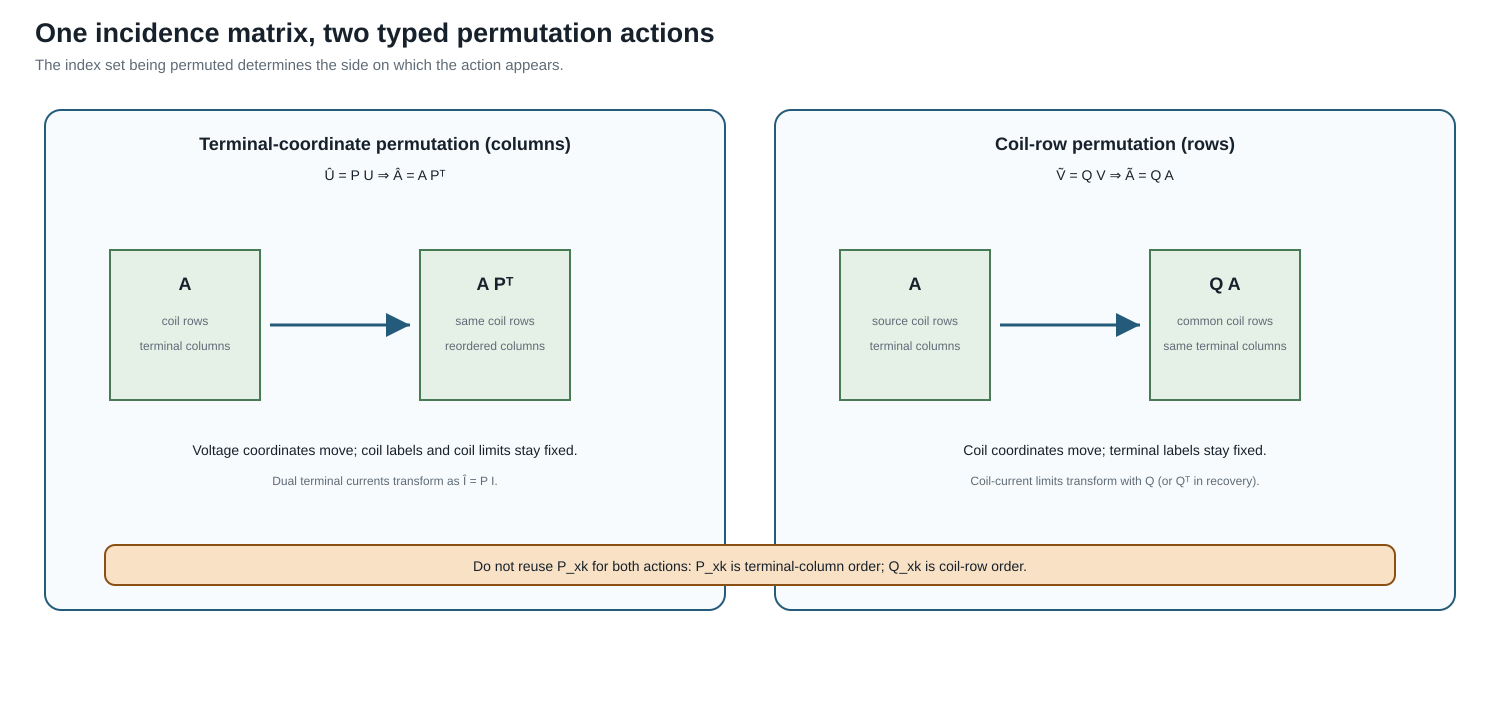 One incidence matrix, two typed permutation actions
The index set being permuted determines the side on which the action appears.
Terminal-coordinate permutation (columns)
Û = P U ⇒ Â = A Pᵀ
A
coil rows
terminal columns
A Pᵀ
same coil rows
reordered columns
Voltage coordinates move; coil labels and coil limits stay fixed.
Dual terminal currents transform as Î = P I.
Coil-row permutation (rows)
Ṽ = Q V ⇒ Ã = Q A
A
source coil rows
terminal columns
Q A
common coil rows
same terminal columns
Coil coordinates move; terminal labels stay fixed.
Coil-current limits transform with Q (or Qᵀ in recovery).
Do not reuse P_xk for both actions: P_xk is terminal-column order; Q_xk is coil-row order.